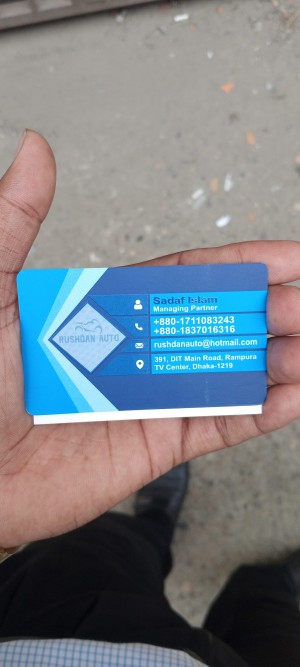 RUSHDAN AUTO
Sadaf Islam
Managing Partner
+880-1711083243
+880-1837016316
rushdanauto@hotmail.com
391, DIT Main Road, Rampura
TV Center, Dhaka-1219